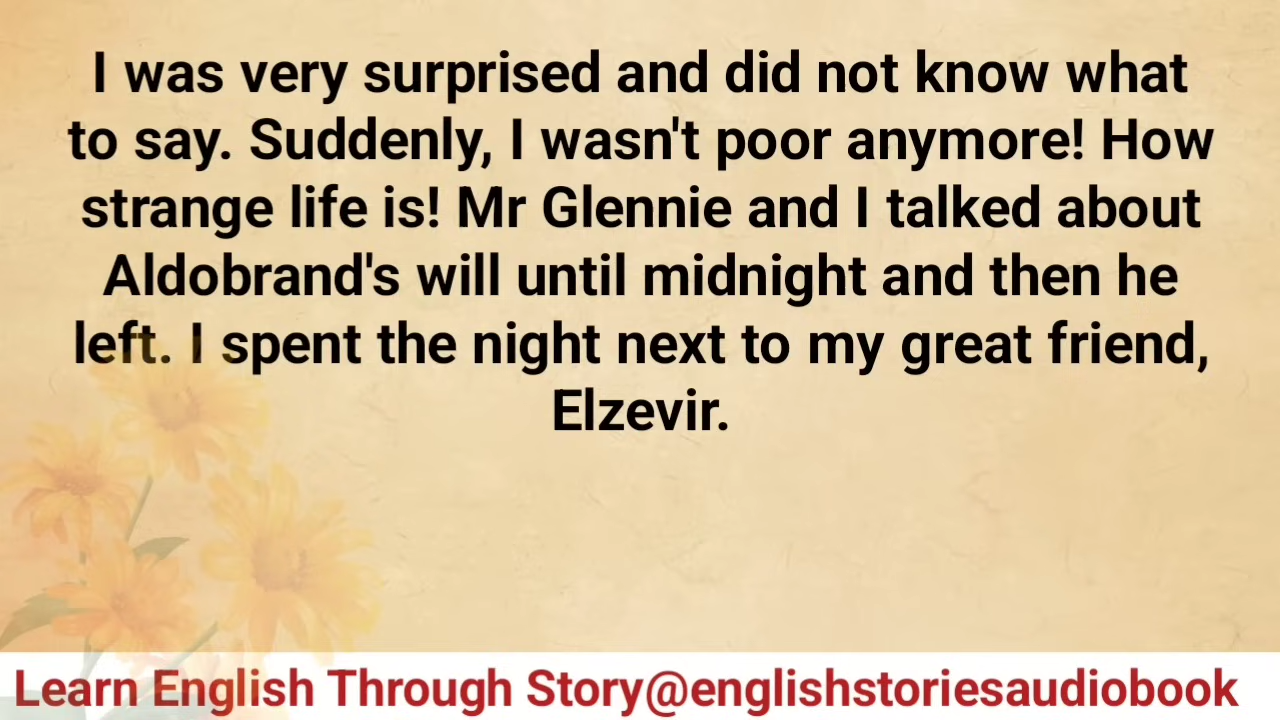 I was very surprised and did not know what
to say. Suddenly, I wasn't poor anymore! How
strange life is! Mr Glennie and I talked about
Aldobrand's will until midnight and then he
left. I spent the night next to my great friend,
Elzevir.
Learn English Through Story@englishstoriesaudiobook